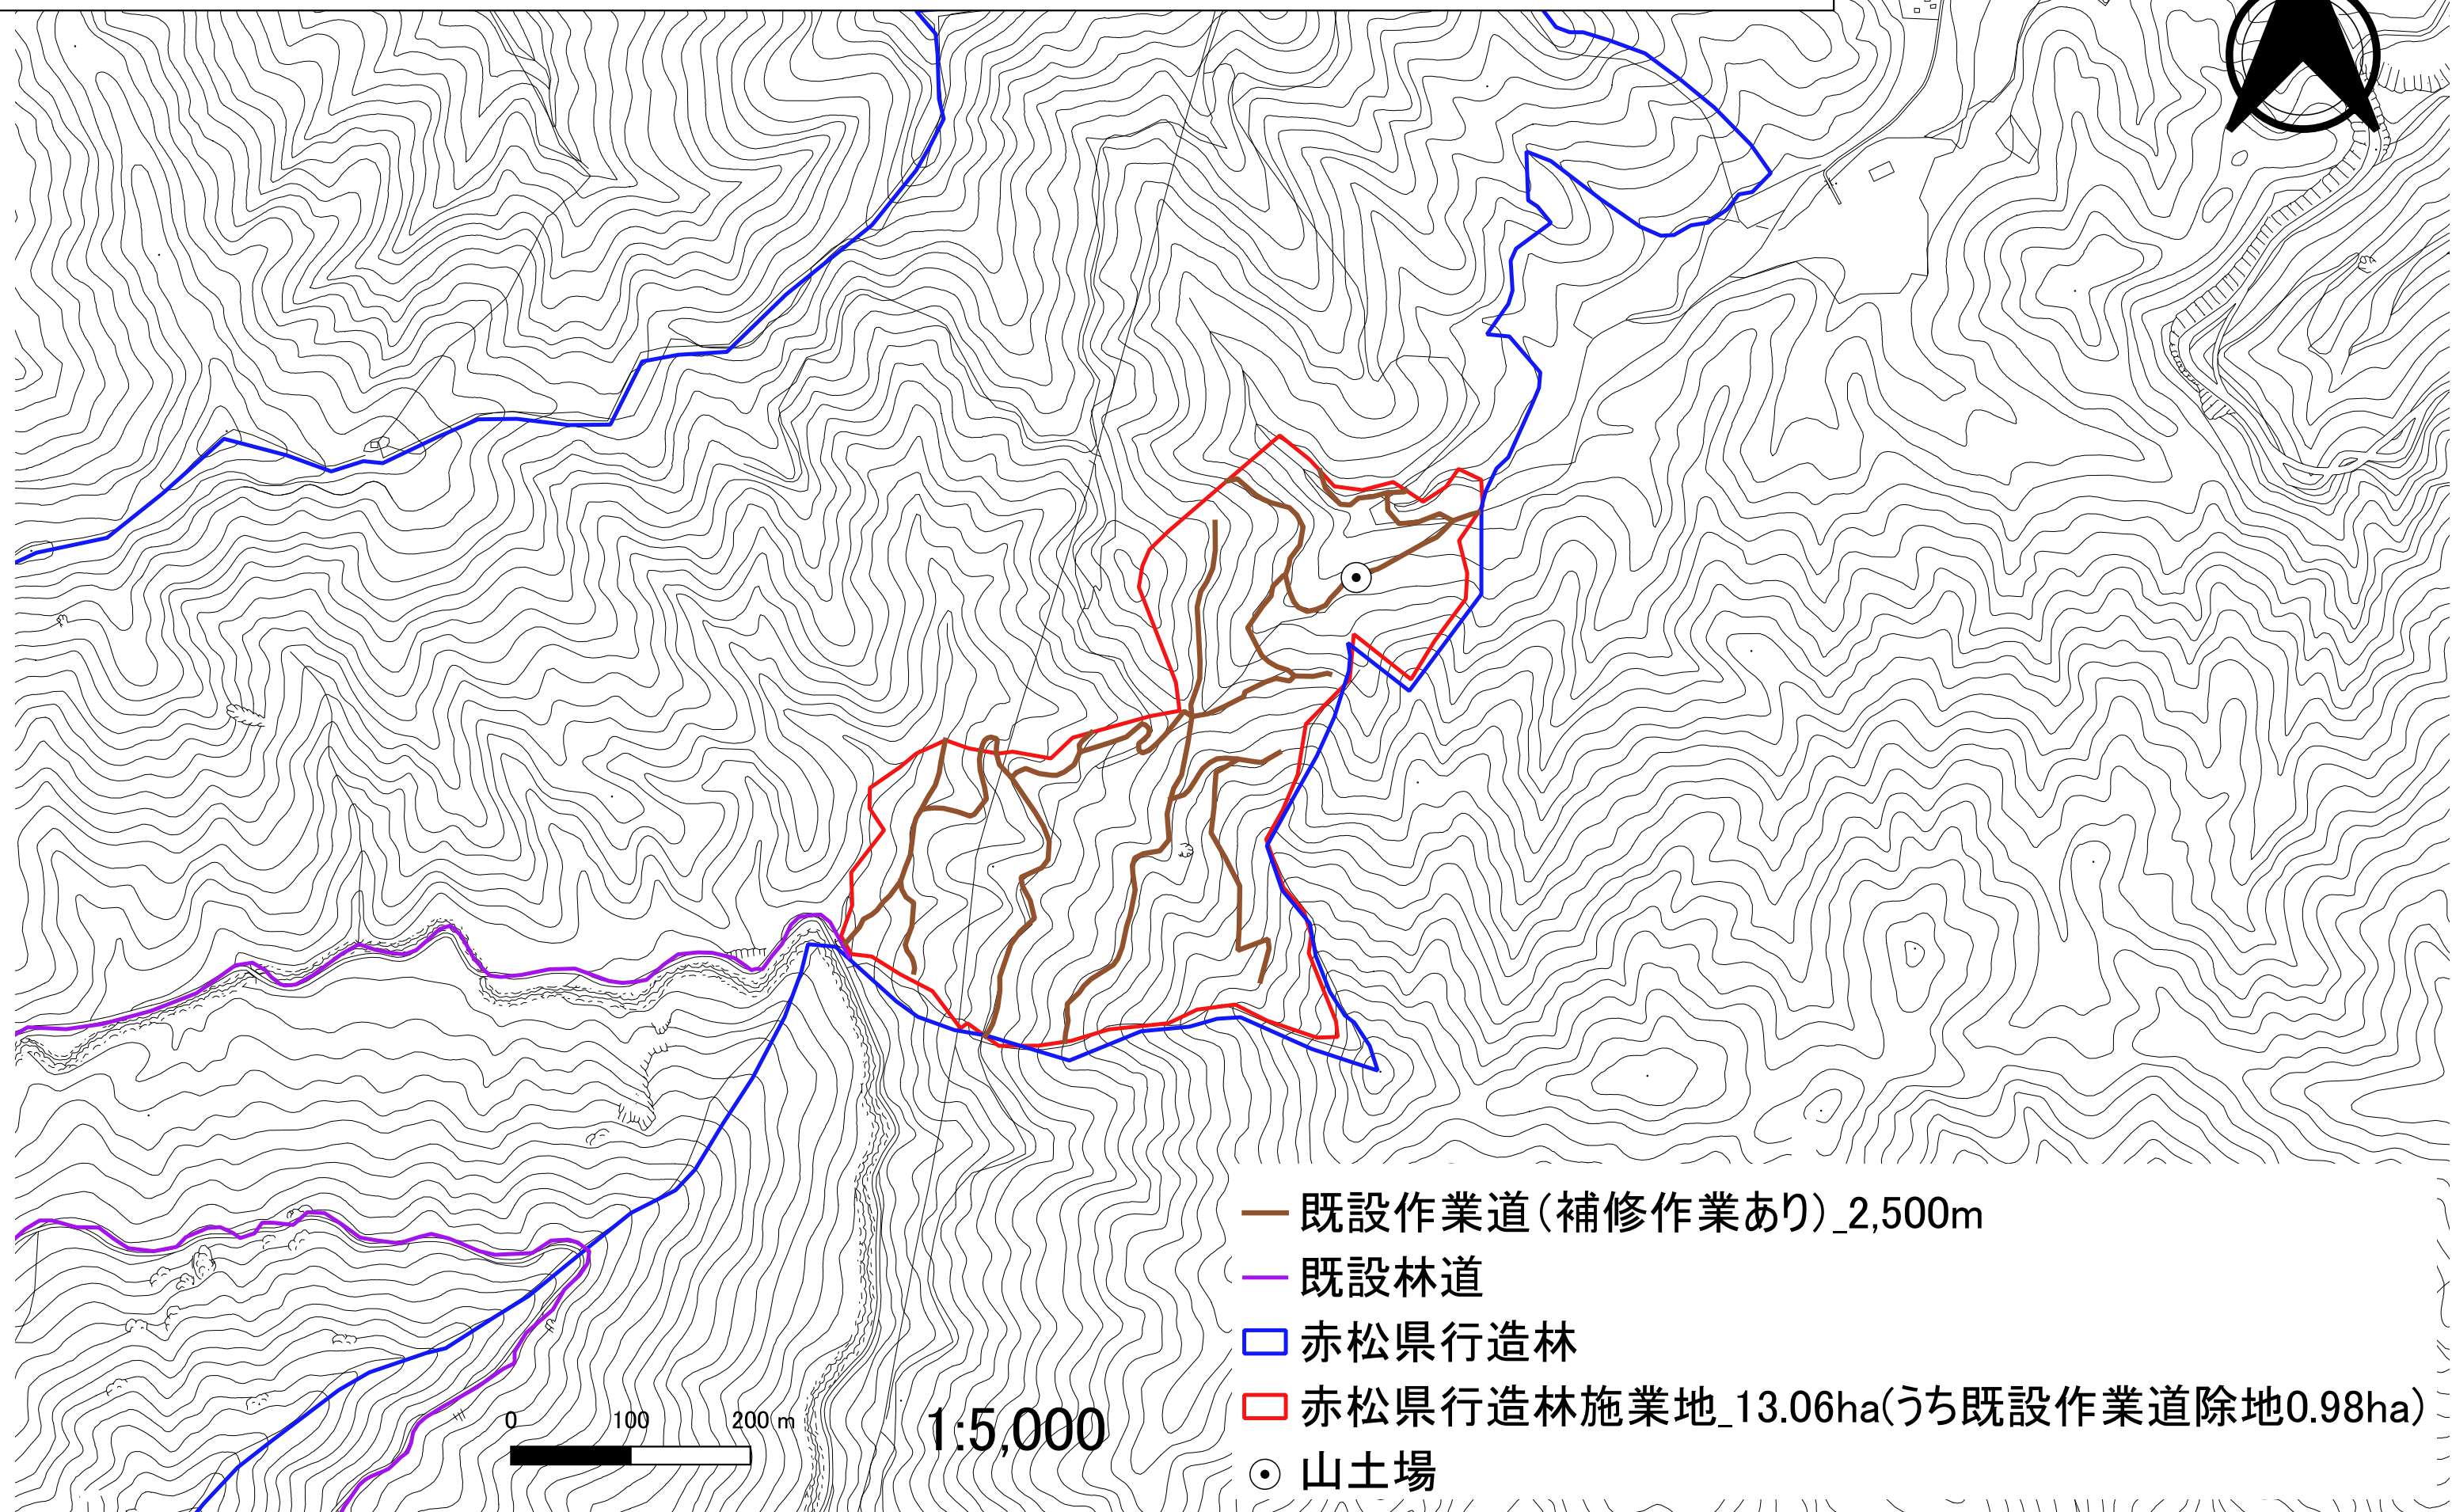 既設作業道(補修作業あり)_2,500m
既設林道
赤松県行造林
赤松県行造林施業地_13.06ha(うち既設作業道除地0.98ha)
山土場
0 100 200 m
1:5,000